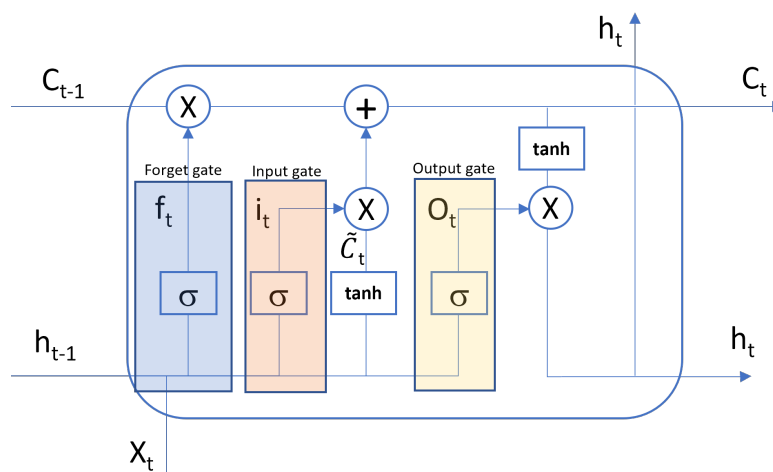 h_t
C_t-1
C_t
X
+
tanh
Forget gate
Input gate
Output gate
f_t
i_t
X
O_t
X
C̃_t
σ
σ
tanh
σ
h_t-1
h_t
X_t